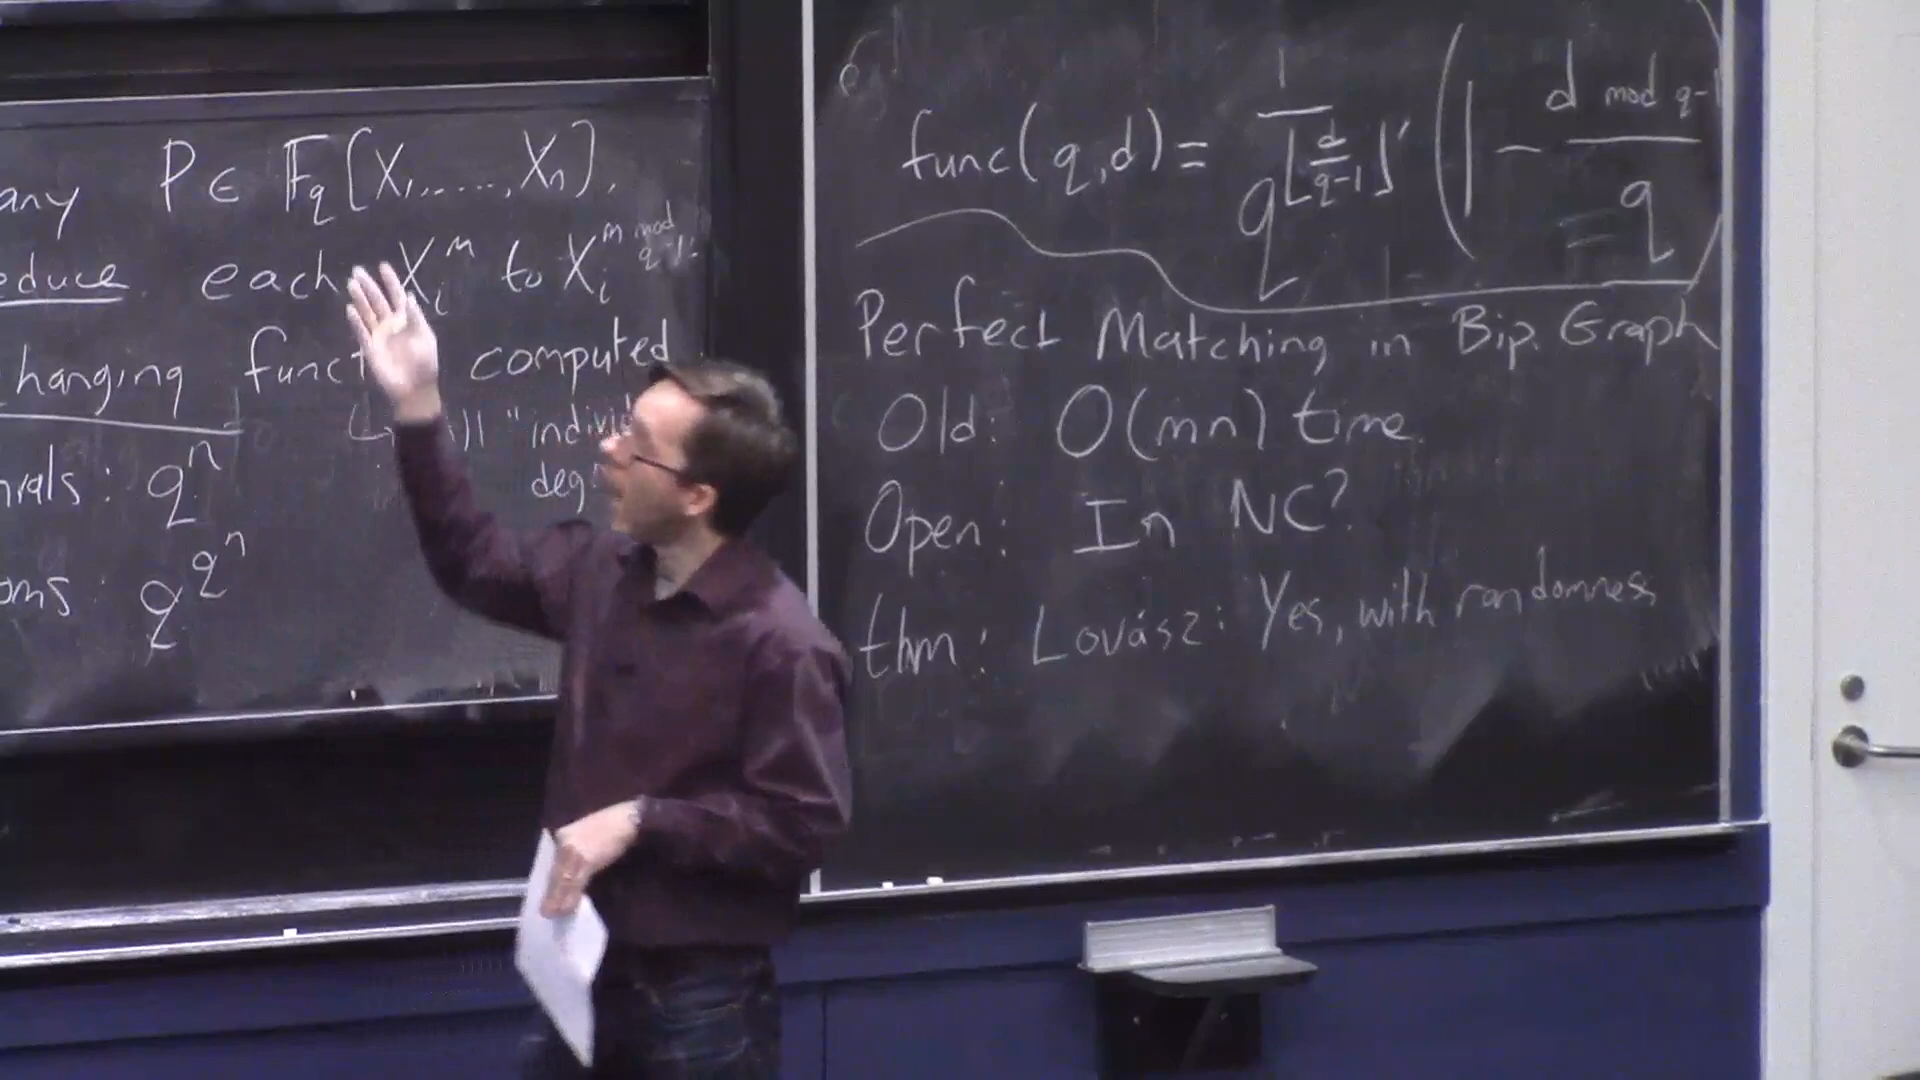 any P ∈ F_q[X_1, ....., X_n],
educe each X_i^m to X_i^{m mod q-1}
hanging funct computed
"individ
deg
q^n
oms: q^{q^n}
e.g.
func(q,d) = 1/q^{⌊d/(q-1)⌋} (1 - (d mod q-1)/q
Perfect Matching in Bip. Graph
Old: O(mn) time.
Open: In NC?
thm: Lovász: Yes, with randomness